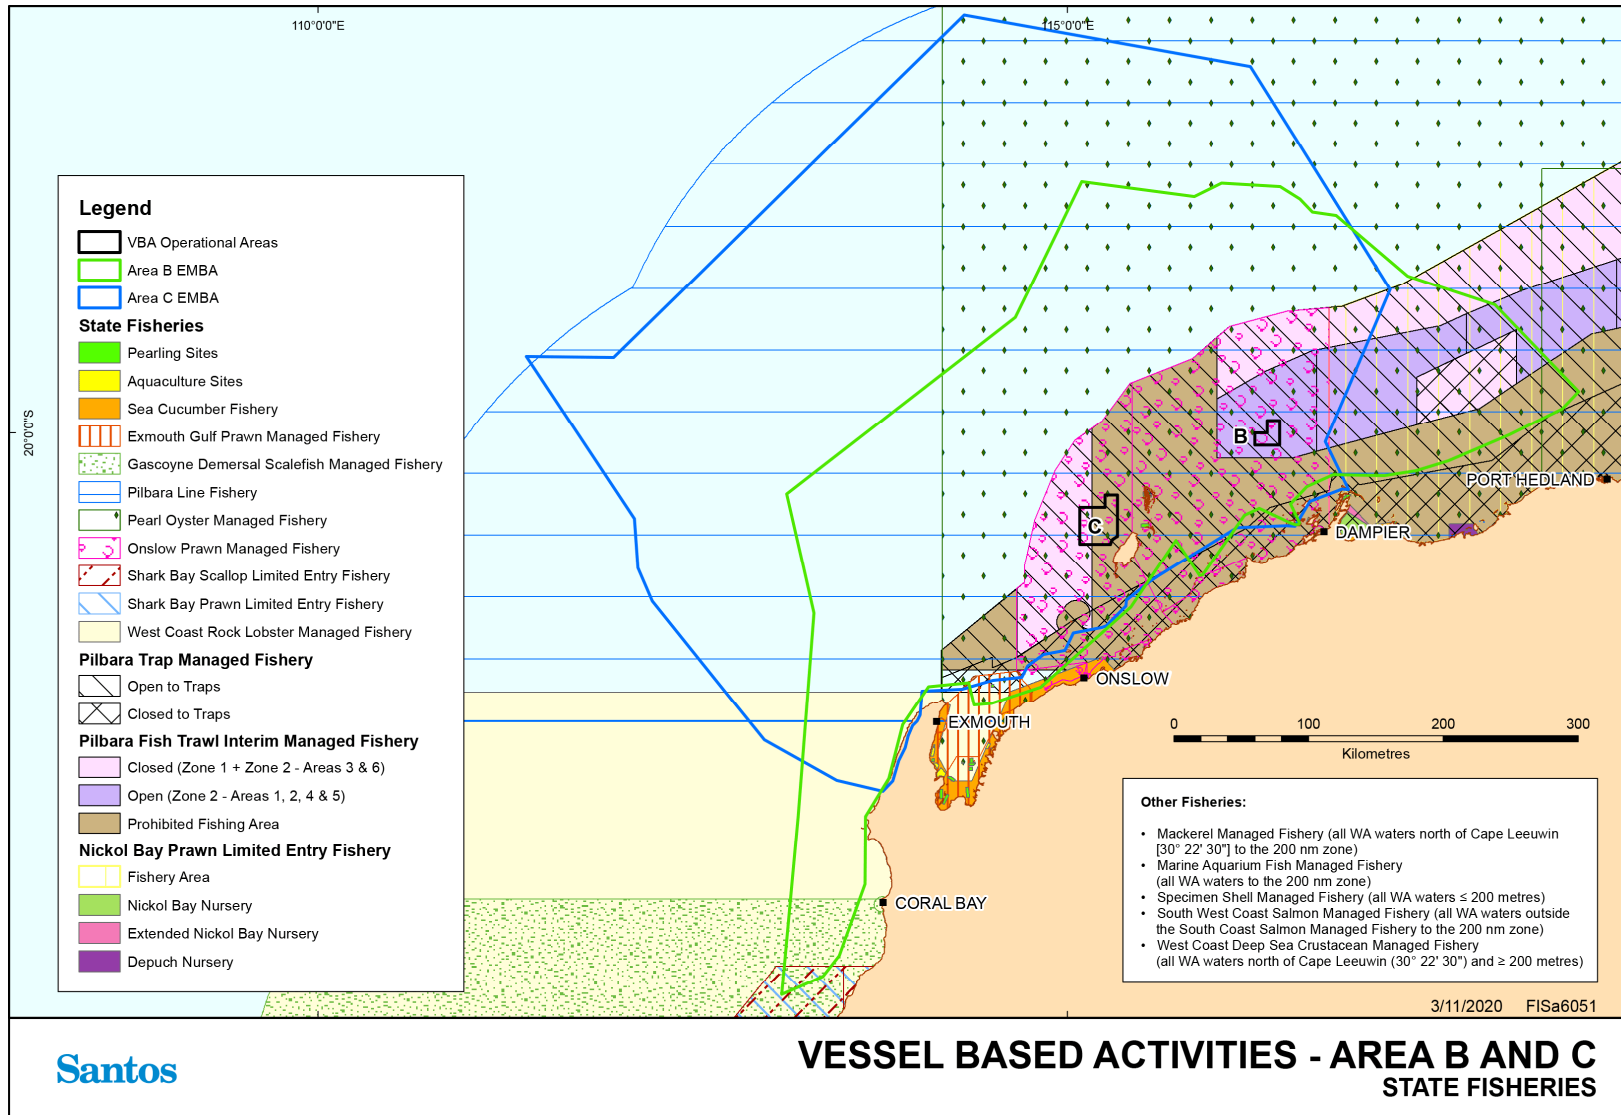 110°0'0"E
115°0'0"E
20°0'0"S
Legend
VBA Operational Areas
Area B EMBA
Area C EMBA
State Fisheries
Pearling Sites
Aquaculture Sites
Sea Cucumber Fishery
Exmouth Gulf Prawn Managed Fishery
Gascoyne Demersal Scalefish Managed Fishery
Pilbara Line Fishery
Pearl Oyster Managed Fishery
Onslow Prawn Managed Fishery
Shark Bay Scallop Limited Entry Fishery
Shark Bay Prawn Limited Entry Fishery
West Coast Rock Lobster Managed Fishery
Pilbara Trap Managed Fishery
Open to Traps
Closed to Traps
Pilbara Fish Trawl Interim Managed Fishery
Closed (Zone 1 + Zone 2 - Areas 3 & 6)
Open (Zone 2 - Areas 1, 2, 4 & 5)
Prohibited Fishing Area
Nickol Bay Prawn Limited Entry Fishery
Fishery Area
Nickol Bay Nursery
Extended Nickol Bay Nursery
Depuch Nursery
B
C
PORT HEDLAND
DAMPIER
ONSLOW
EXMOUTH
CORAL BAY
0 100 200 300
Kilometres
Other Fisheries:
• Mackerel Managed Fishery (all WA waters north of Cape Leeuwin
[30° 22' 30"] to the 200 nm zone)
• Marine Aquarium Fish Managed Fishery
(all WA waters to the 200 nm zone)
• Specimen Shell Managed Fishery (all WA waters ≤ 200 metres)
• South West Coast Salmon Managed Fishery (all WA waters outside
the South Coast Salmon Managed Fishery to the 200 nm zone)
• West Coast Deep Sea Crustacean Managed Fishery
(all WA waters north of Cape Leeuwin (30° 22' 30") and ≥ 200 metres)
3/11/2020 FISa6051
Santos
VESSEL BASED ACTIVITIES - AREA B AND C
STATE FISHERIES